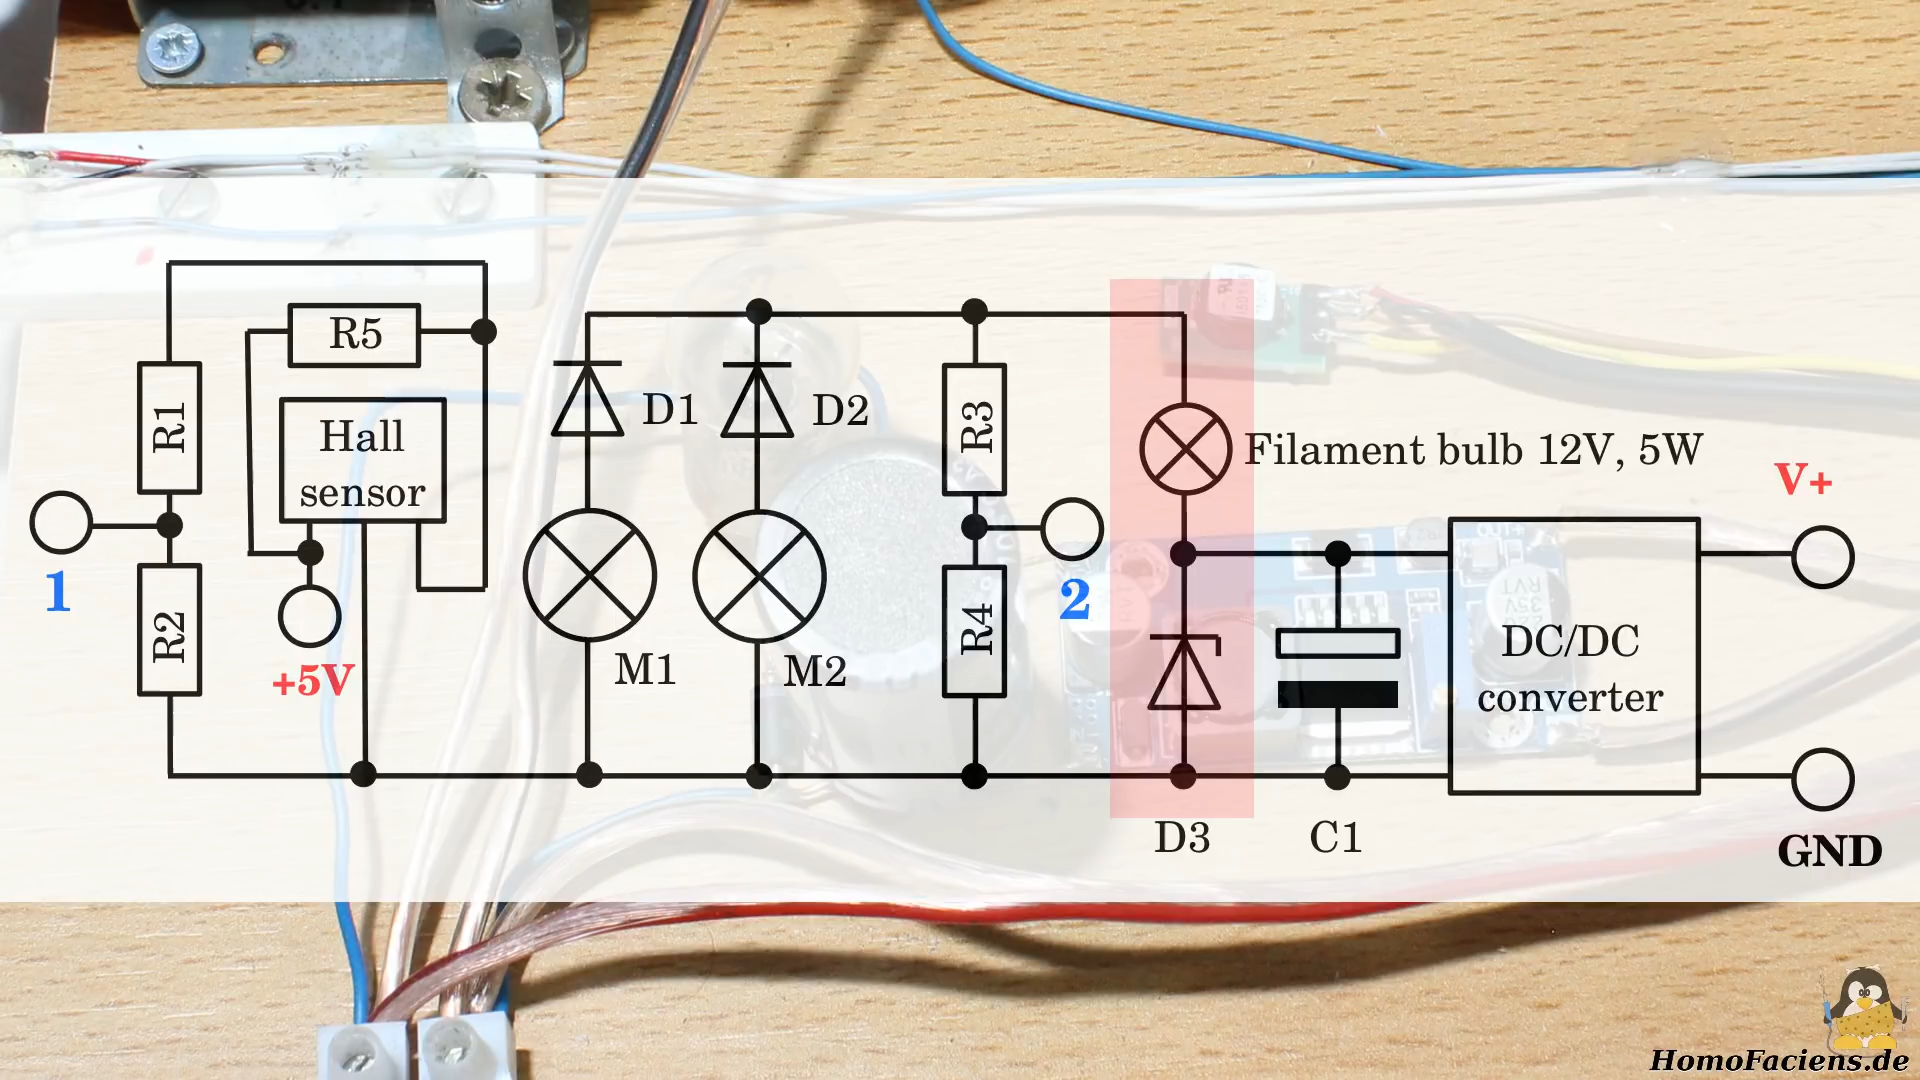 R5
R1
Hall
sensor
D1
D2
R3
Filament bulb 12V, 5W
V+
1
2
R2
+5V
M1
M2
R4
DC/DC
converter
D3
C1
GND
HomoFaciens.de